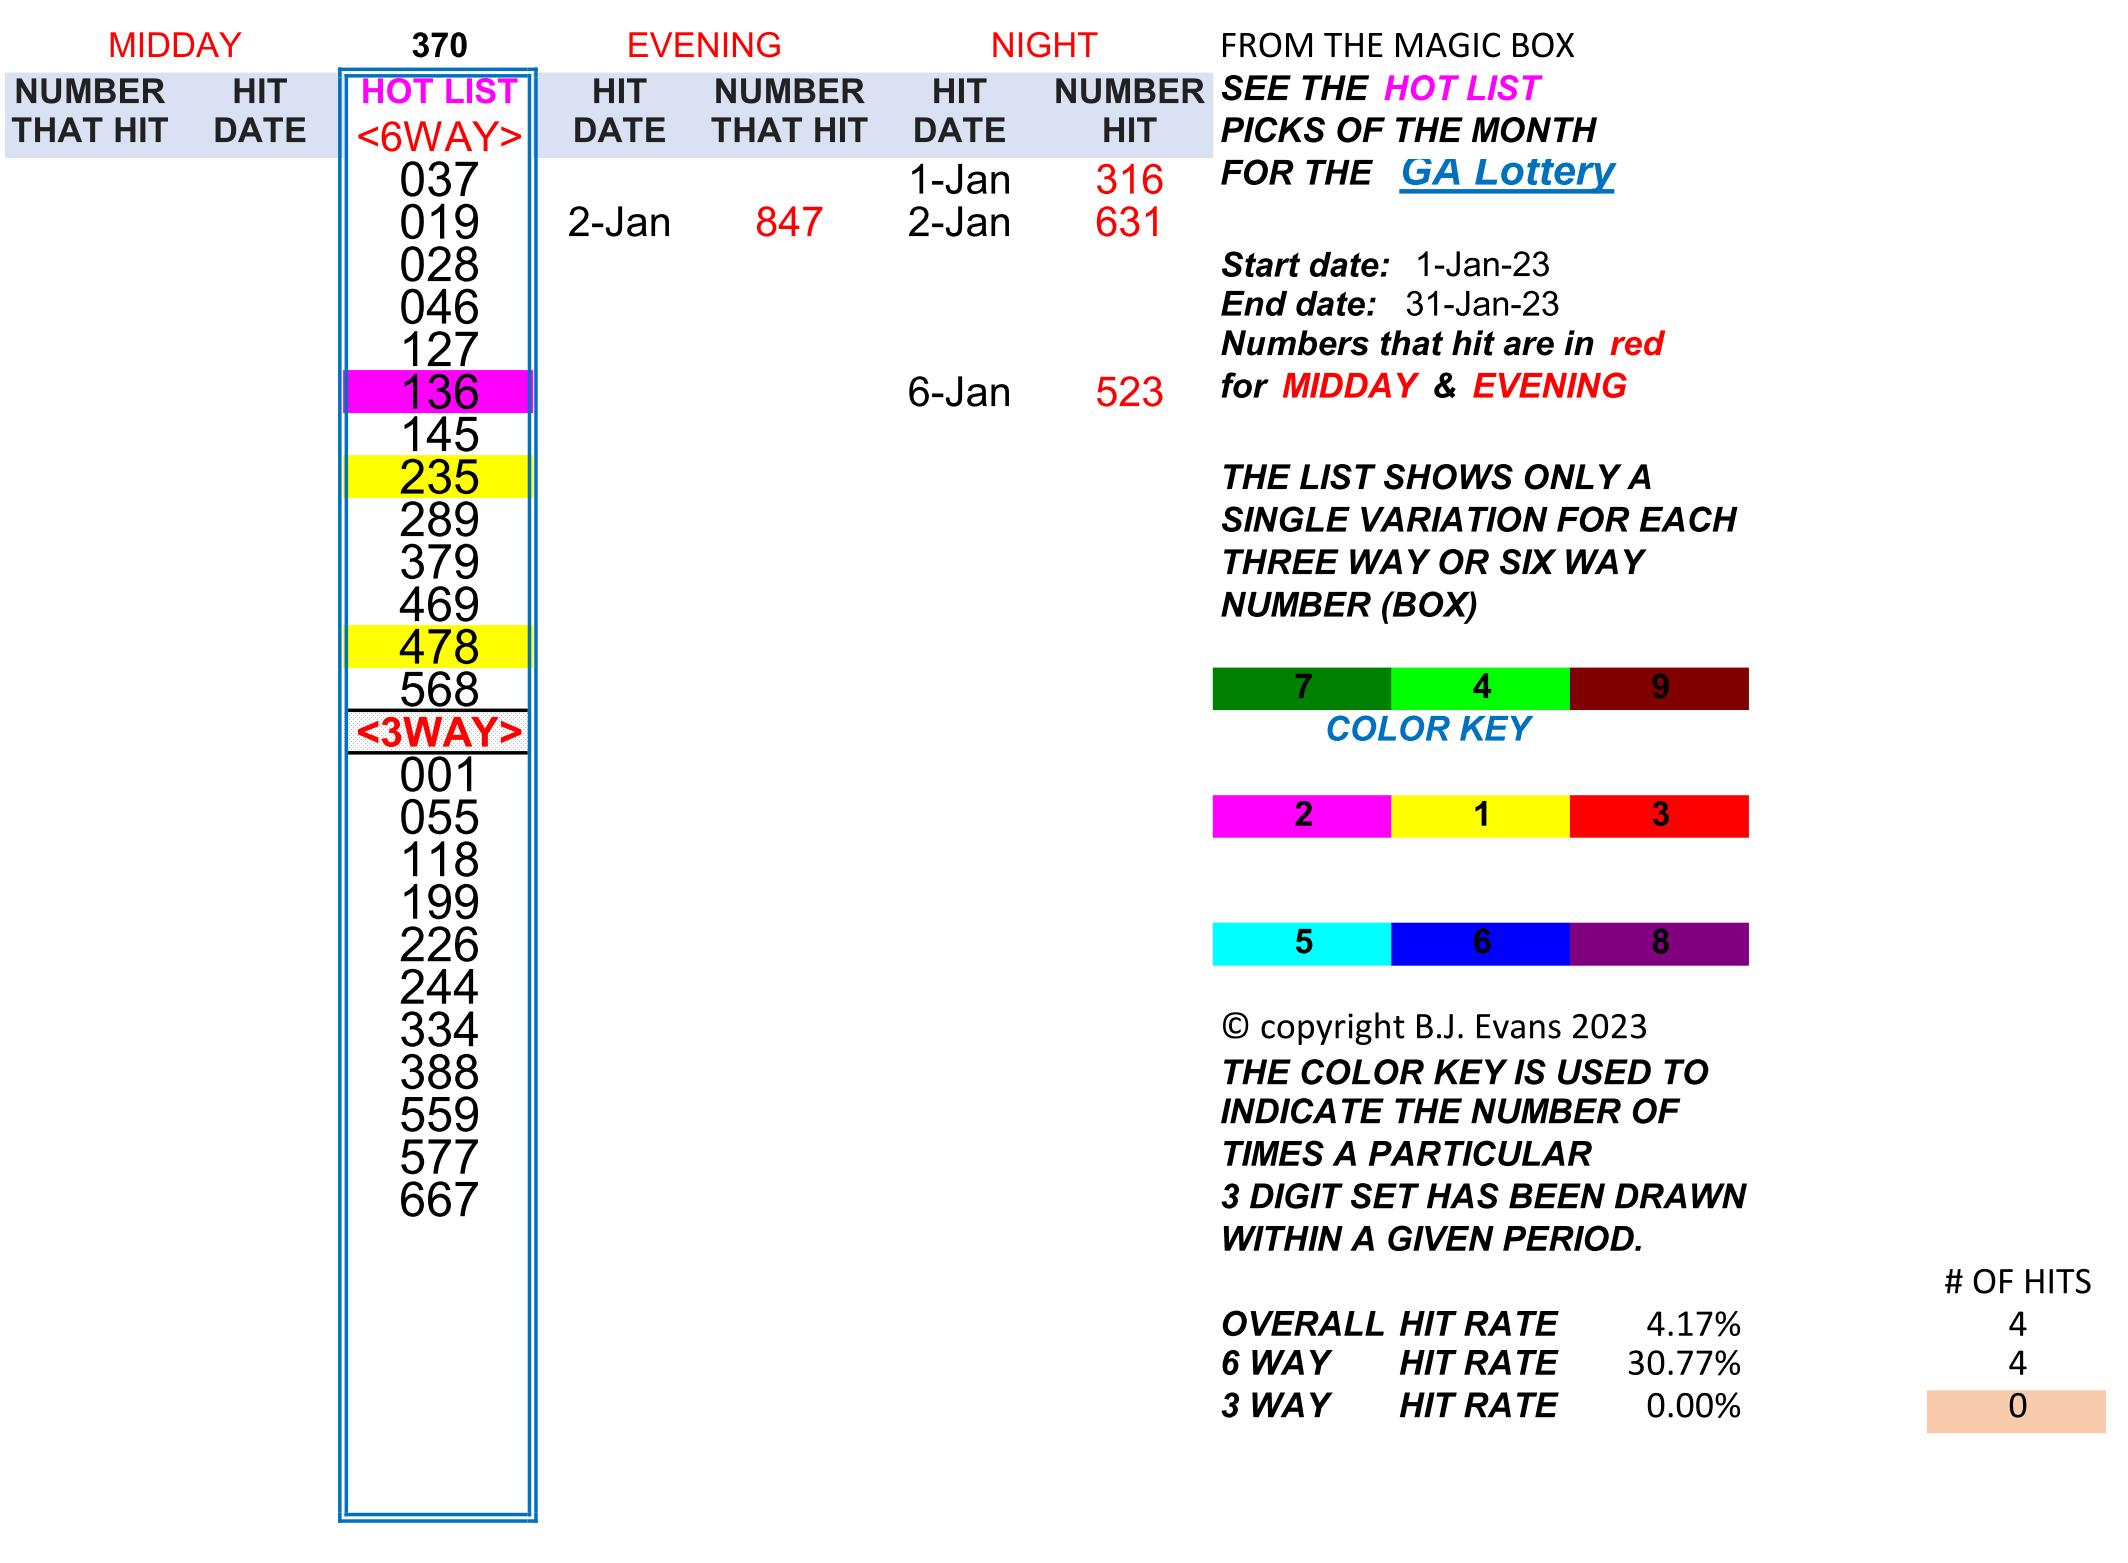 MIDDAY 370 EVENING NIGHT FROM THE MAGIC BOX
NUMBER HIT HOT LIST HIT NUMBER HIT NUMBER SEE THE HOT LIST
THAT HIT DATE <6WAY> DATE THAT HIT DATE HIT PICKS OF THE MONTH
037 1-Jan 316 FOR THE GA Lottery
019 2-Jan 847 2-Jan 631
028 Start date: 1-Jan-23
046 End date: 31-Jan-23
127 Numbers that hit are in red
136 6-Jan 523 for MIDDAY & EVENING
145
235 THE LIST SHOWS ONLY A
289 SINGLE VARIATION FOR EACH
379 THREE WAY OR SIX WAY
469 NUMBER (BOX)
478
568 7 4 9
<3WAY> COLOR KEY
001
055 2 1 3
118
199
226 5 6 8
244
334 © copyright B.J. Evans 2023
388 THE COLOR KEY IS USED TO
559 INDICATE THE NUMBER OF
577 TIMES A PARTICULAR
667 3 DIGIT SET HAS BEEN DRAWN
WITHIN A GIVEN PERIOD.
# OF HITS
OVERALL HIT RATE 4.17% 4
6 WAY HIT RATE 30.77% 4
3 WAY HIT RATE 0.00% 0